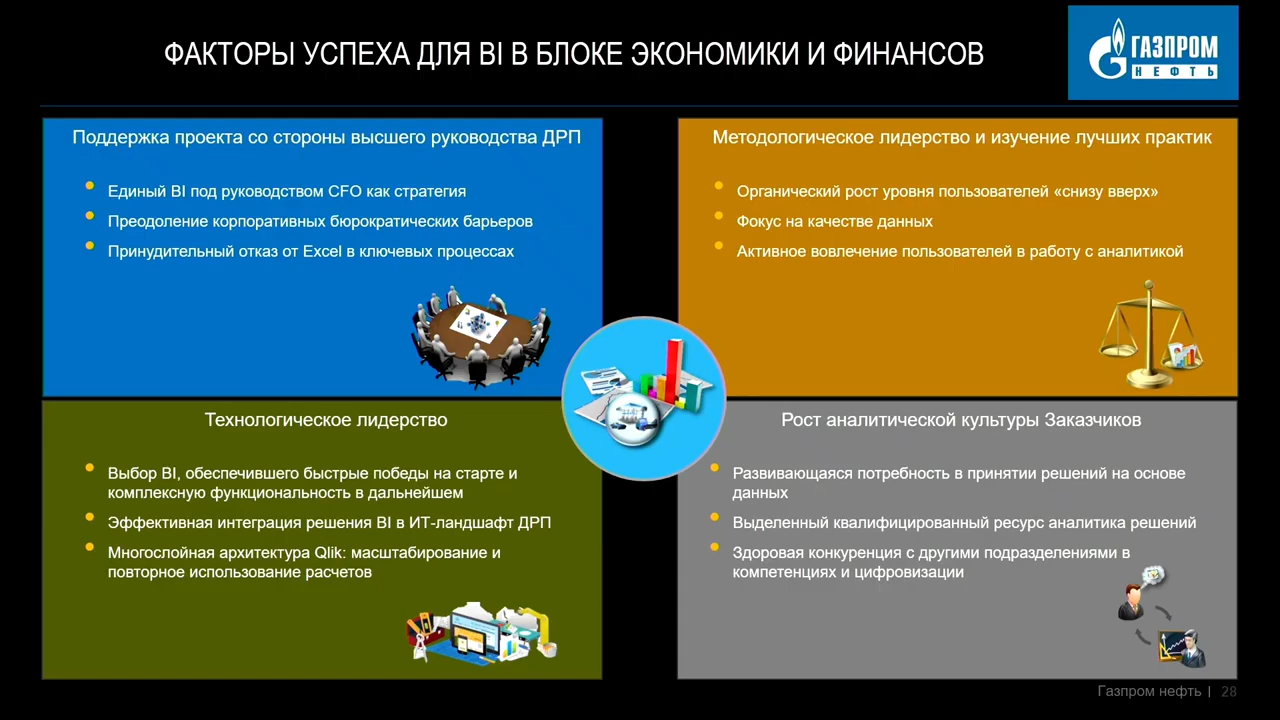 ФАКТОРЫ УСПЕХА ДЛЯ BI В БЛОКЕ ЭКОНОМИКИ И ФИНАНСОВ
ГАЗПРОМ
НЕФТЬ
Поддержка проекта со стороны высшего руководства ДРП
Единый BI под руководством CFO как стратегия
Преодоление корпоративных бюрократических барьеров
Принудительный отказ от Excel в ключевых процессах
Методологическое лидерство и изучение лучших практик
Органический рост уровня пользователей «снизу вверх»
Фокус на качестве данных
Активное вовлечение пользователей в работу с аналитикой
Технологическое лидерство
Выбор BI, обеспечившего быстрые победы на старте и
комплексную функциональность в дальнейшем
Эффективная интеграция решения BI в ИТ-ландшафт ДРП
Многослойная архитектура Qlik: масштабирование и
повторное использование расчетов
Рост аналитической культуры Заказчиков
Развивающаяся потребность в принятии решений на основе
данных
Выделенный квалифицированный ресурс аналитика решений
Здоровая конкуренция с другими подразделениями в
компетенциях и цифровизации
Газпром нефть | 28